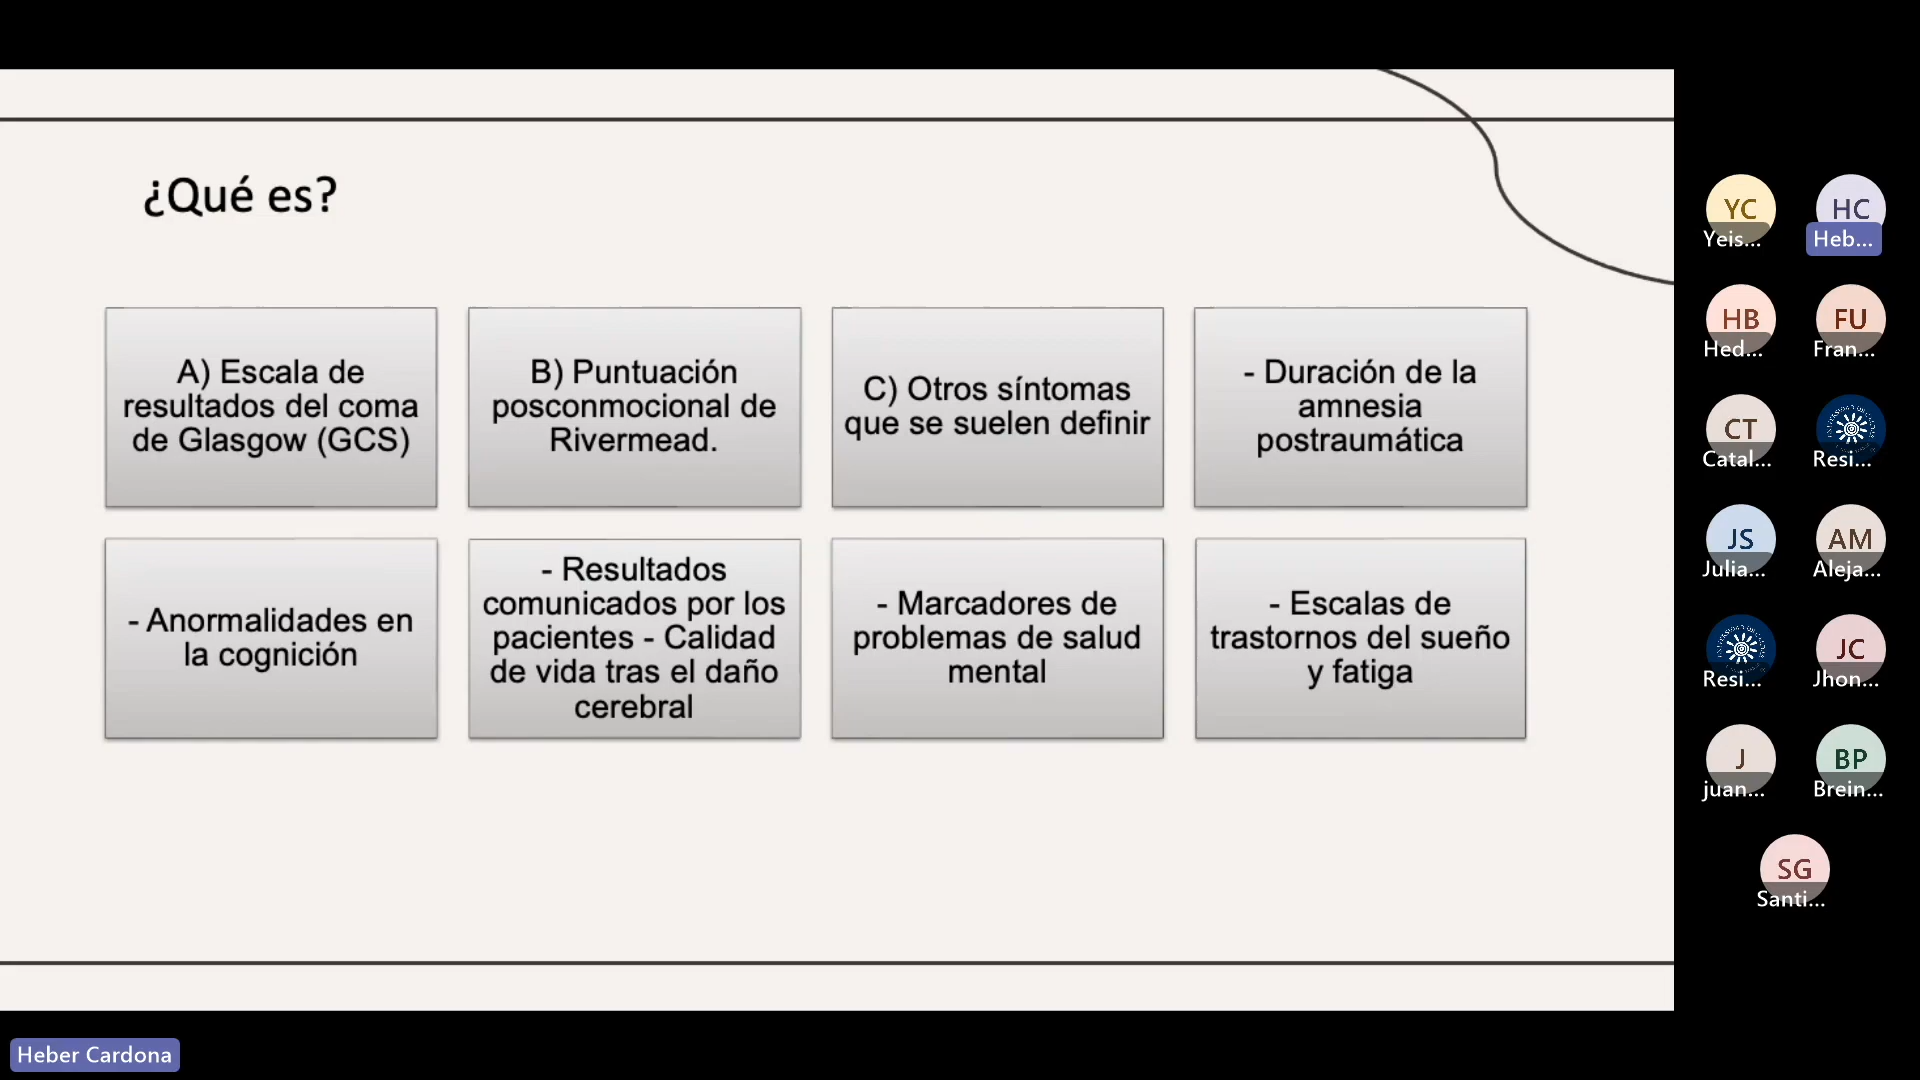 ¿Qué es?
A) Escala de
resultados del coma
de Glasgow (GCS)
B) Puntuación
posconmocional de
Rivermead.
C) Otros síntomas
que se suelen definir
- Duración de la
amnesia
postraumática
- Anormalidades en
la cognición
- Resultados
comunicados por los
pacientes - Calidad
de vida tras el daño
cerebral
- Marcadores de
problemas de salud
mental
- Escalas de
trastornos del sueño
y fatiga
YC
Yeis...
HC
Heb...
HB
Hed...
FU
Fran...
CT
Catal...
Resi...
JS
Julia...
AM
Aleja...
Resi...
JC
Jhon...
J
juan...
BP
Brein...
SG
Santi...
Heber Cardona